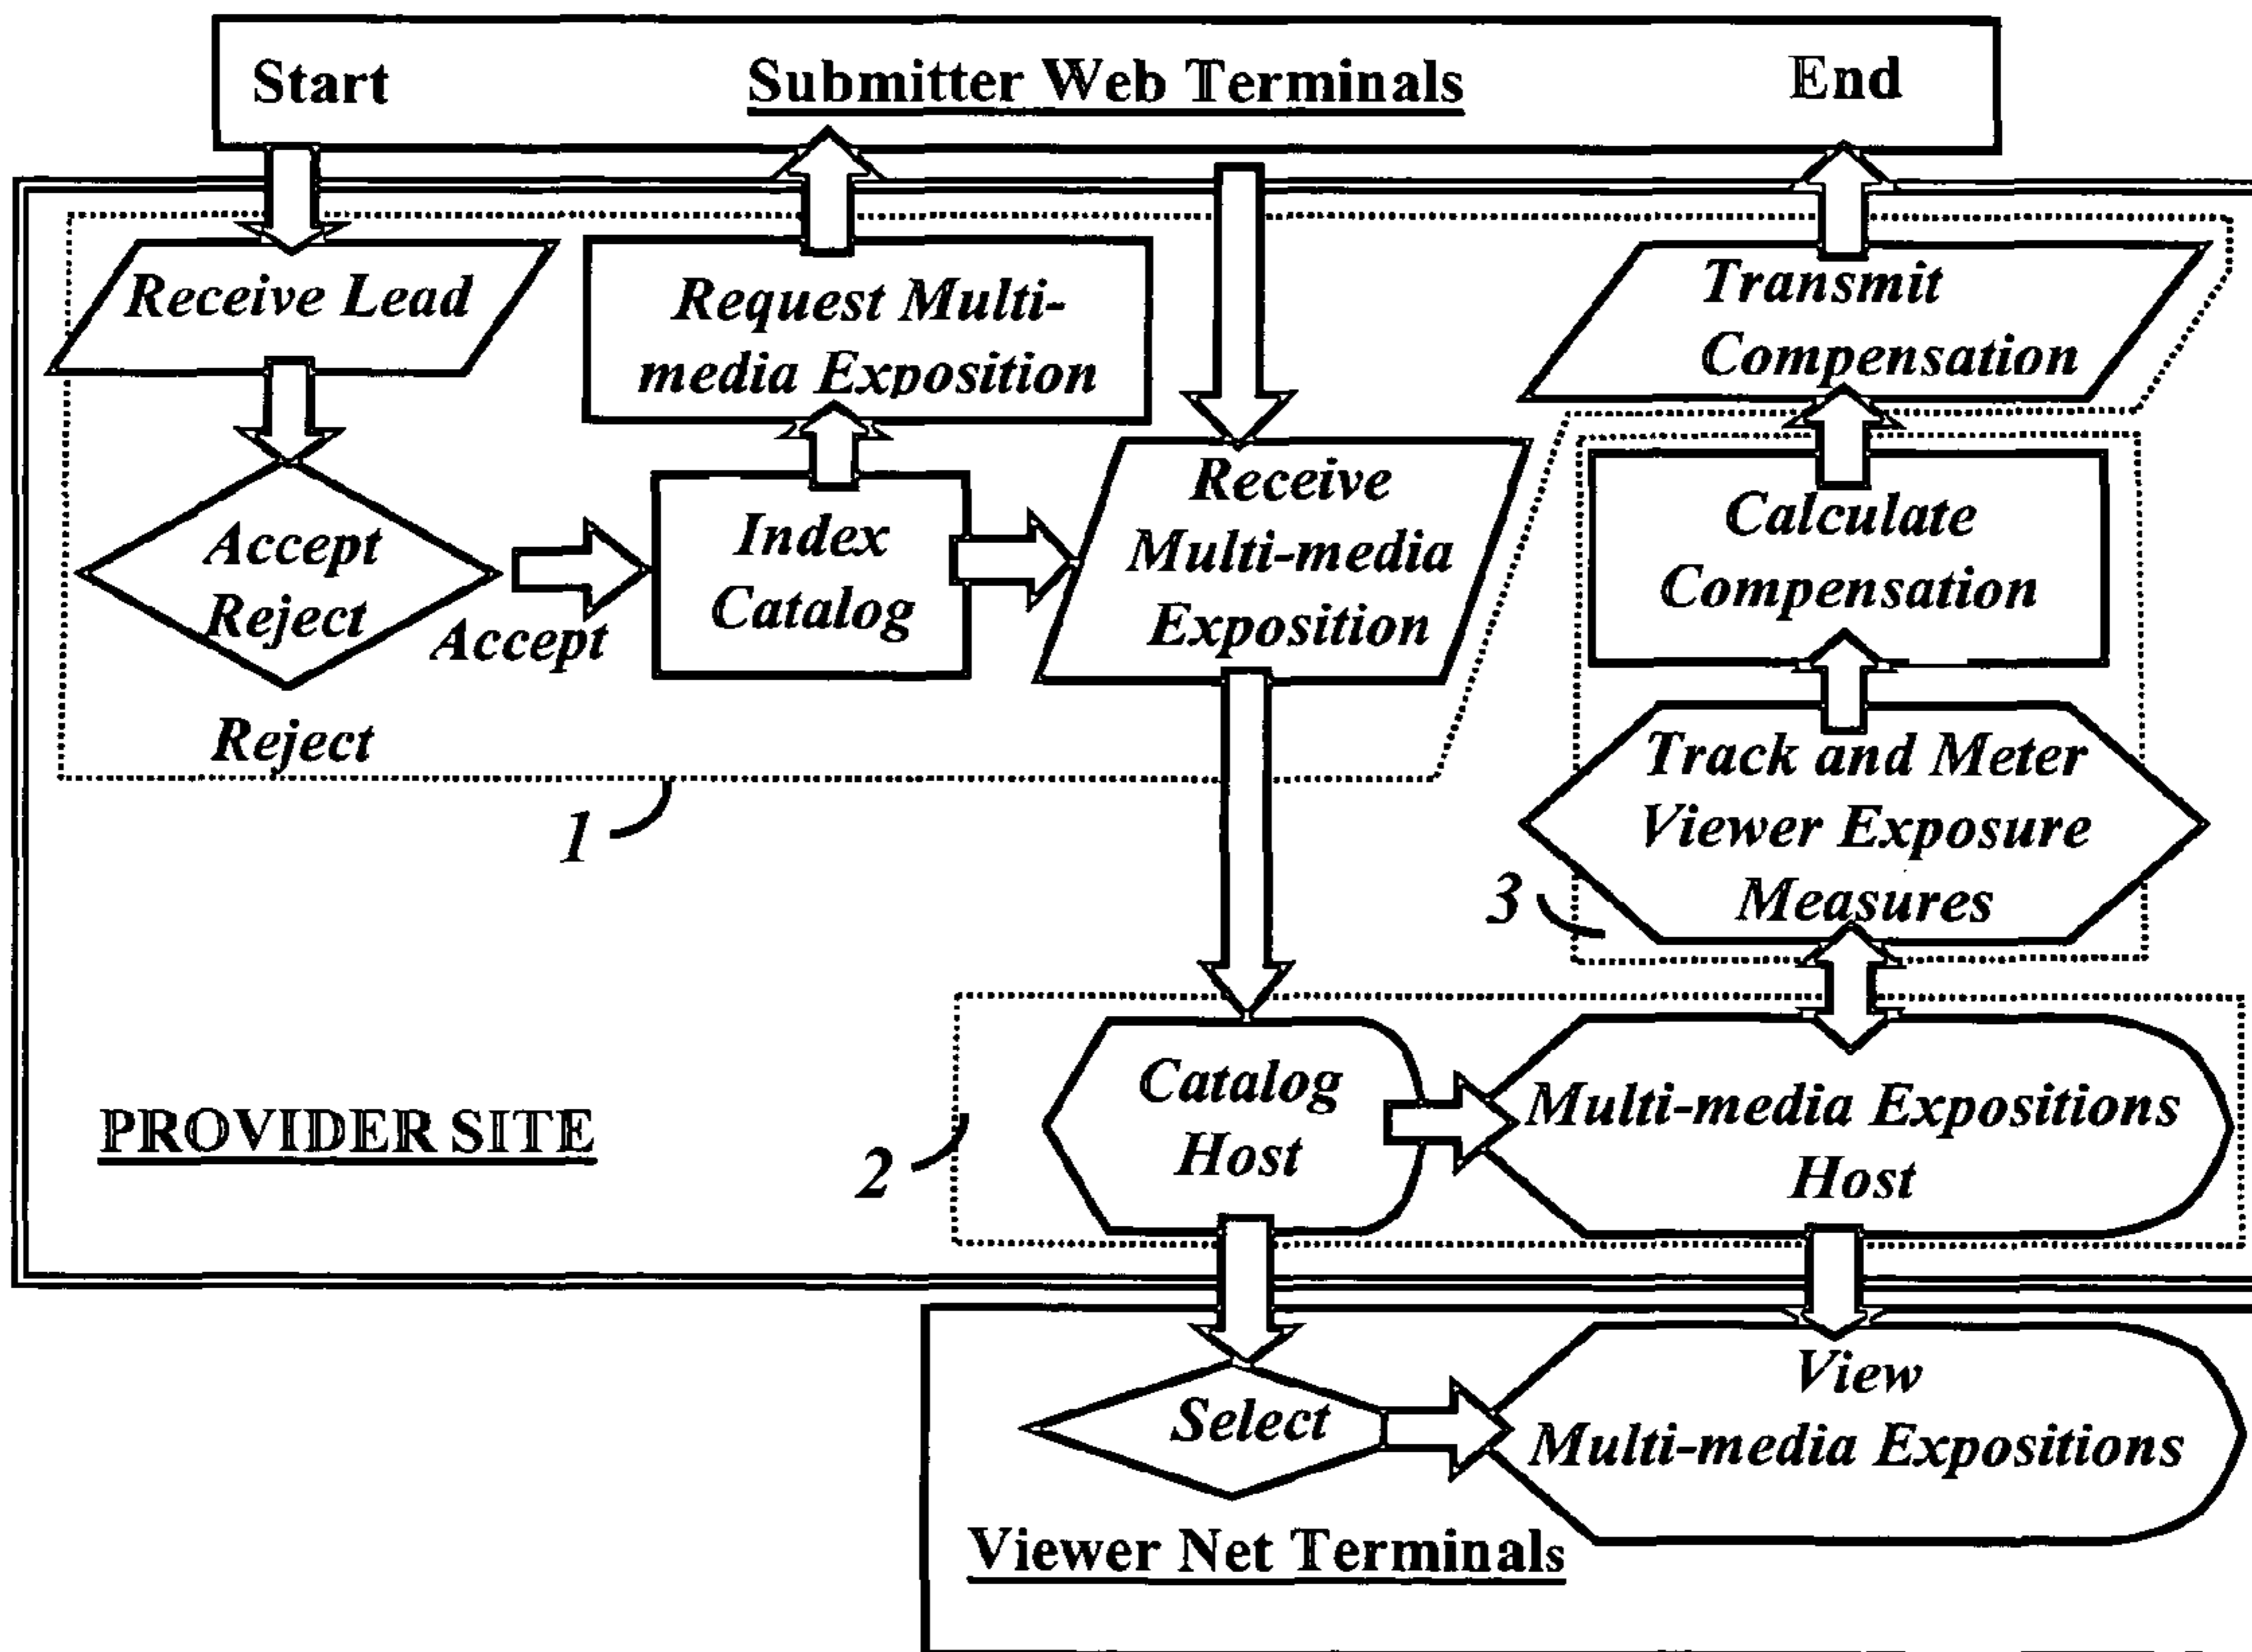 Start
Submitter Web Terminals
End
Receive Lead
Request Multi-
media Exposition
Transmit
Compensation
Accept
Reject
Accept
Reject
Index
Catalog
Receive
Multi-media
Exposition
Calculate
Compensation
Track and Meter
Viewer Exposure
Measures
1
3
PROVIDER SITE
2
Catalog
Host
Multi-media Expositions
Host
Select
View
Multi-media Expositions
Viewer Net Terminals